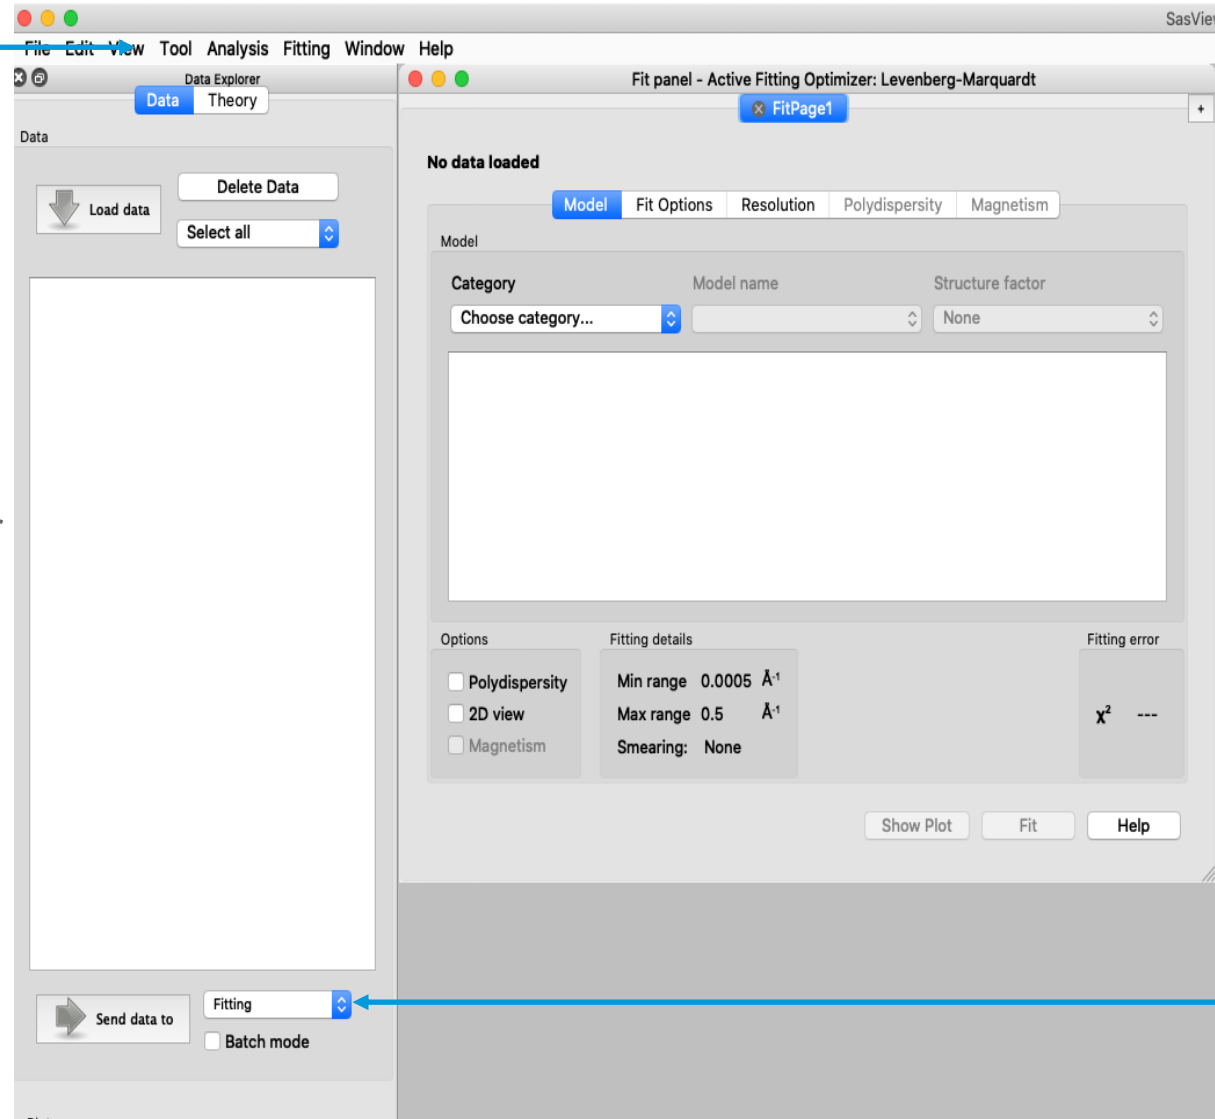 SasVie
File Edit View Tool Analysis Fitting Window Help
Data Explorer
Data Theory
Data
Load data
Delete Data
Select all
Send data to
Fitting
Batch mode
Fit panel - Active Fitting Optimizer: Levenberg-Marquardt
FitPage1
+
No data loaded
Model Fit Options Resolution Polydispersity Magnetism
Model
Category Model name Structure factor
Choose category... None
Options
Polydispersity
2D view
Magnetism
Fitting details
Min range 0.0005 Å⁻¹
Max range 0.5 Å⁻¹
Smearing: None
Fitting error
χ² ---
Show Plot Fit Help